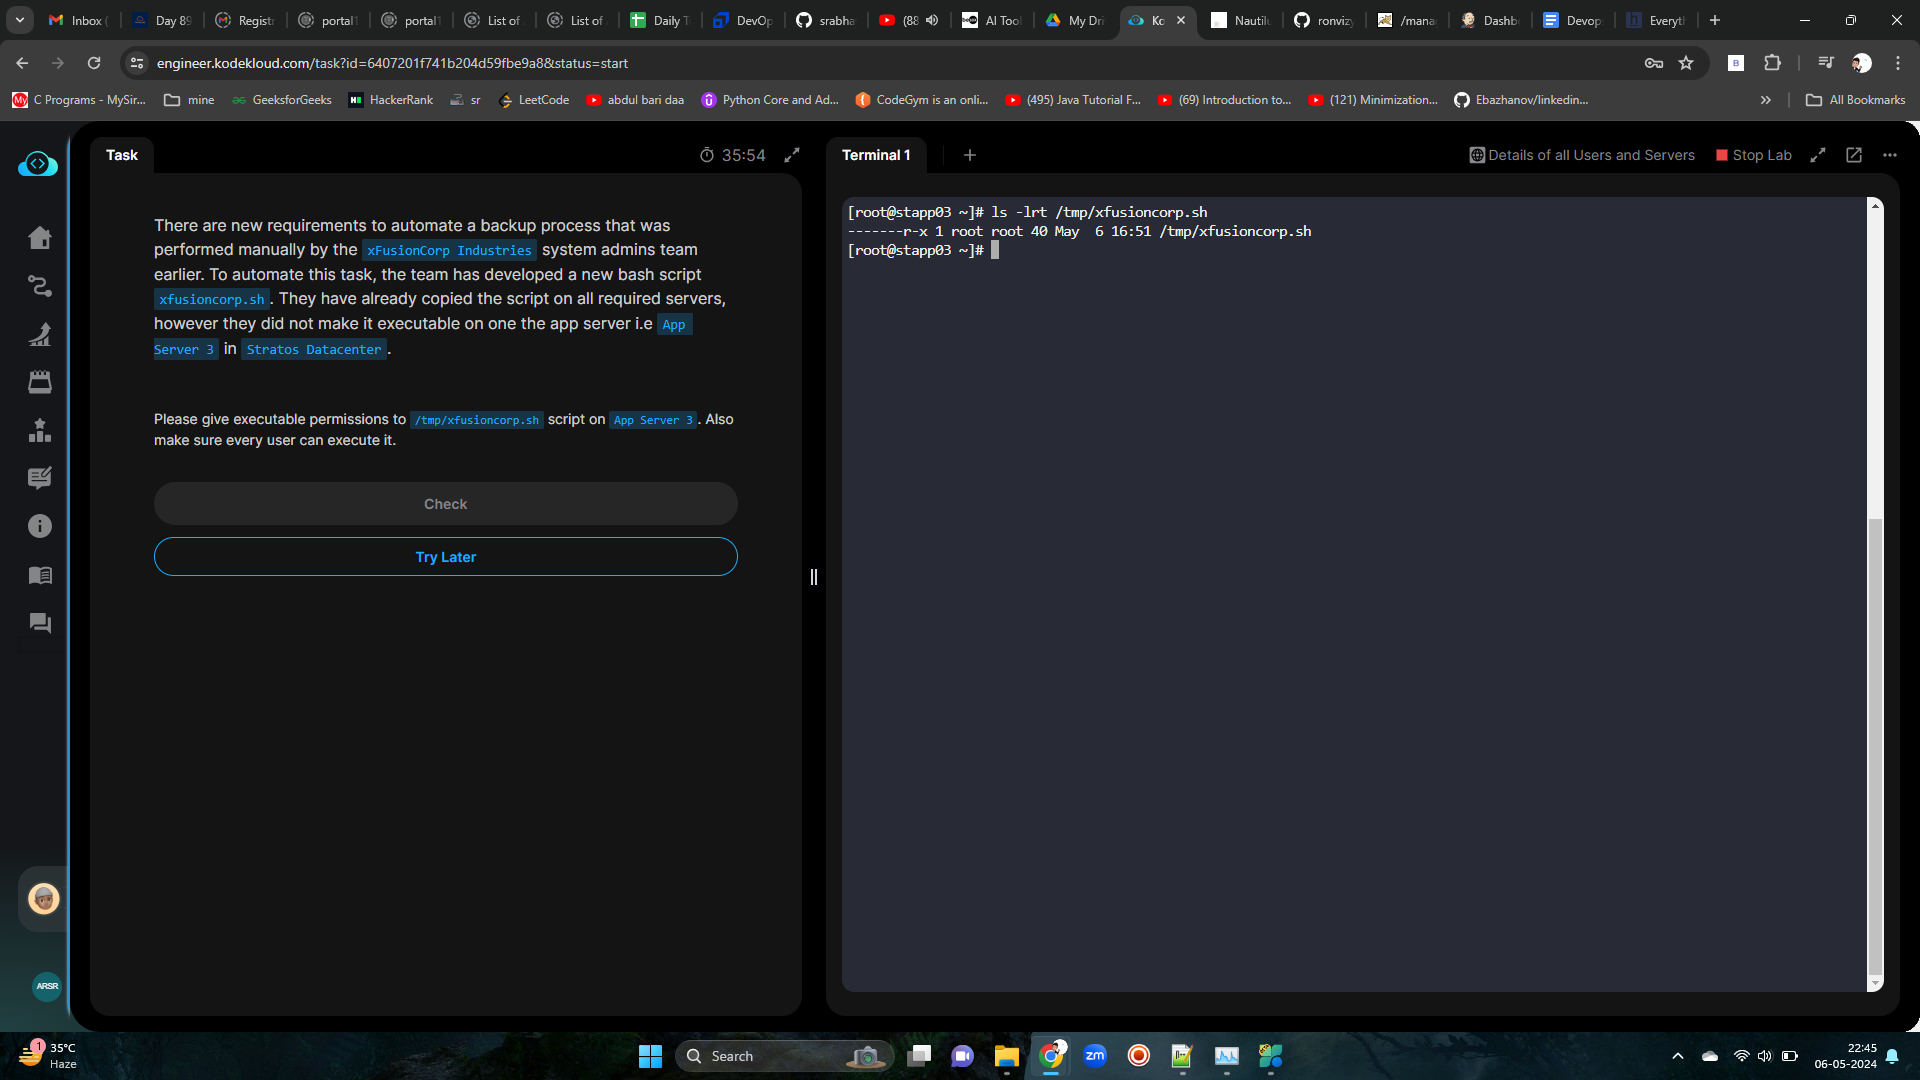 Inbox (
Day 89
Registr
portal1
portal1
List of
List of
Daily T
DevOp
srabha
(88
AI Tool
My Dri
Ko
Nautilu
ronvizy
/mana
Dashbo
Devop
Everyth
engineer.kodekloud.com/task?id=6407201f741b204d59fbe9a8&status=start
C Programs - MySir...
mine
GeeksforGeeks
HackerRank
sr
LeetCode
abdul bari daa
Python Core and Ad...
CodeGym is an onli...
(495) Java Tutorial F...
(69) Introduction to...
(121) Minimization...
Ebazhanov/linkedin...
All Bookmarks
Task
35:54
Terminal 1
Details of all Users and Servers
Stop Lab
There are new requirements to automate a backup process that was
performed manually by the xFusionCorp Industries system admins team
earlier. To automate this task, the team has developed a new bash script
xfusioncorp.sh. They have already copied the script on all required servers,
however they did not make it executable on one the app server i.e App
Server 3 in Stratos Datacenter.
Please give executable permissions to /tmp/xfusioncorp.sh script on App Server 3. Also
make sure every user can execute it.
Check
Try Later
[root@stapp03 ~]# ls -lrt /tmp/xfusioncorp.sh
-------r-x 1 root root 40 May  6 16:51 /tmp/xfusioncorp.sh
[root@stapp03 ~]#
ARSR
1
35°C
Haze
Search
zm
22:45
06-05-2024